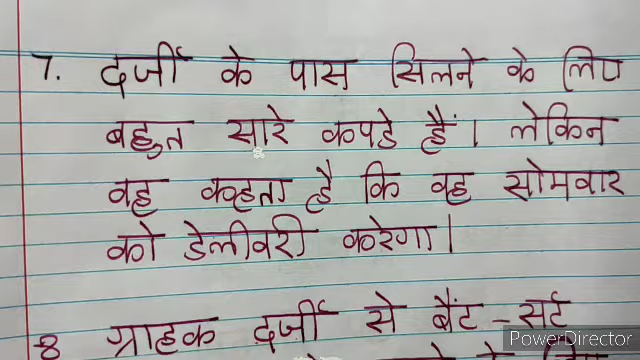 7. दर्जी के पास सिलने के लिए
बहुत सारे कपडे हैं। लेकिन
वह कहता है कि वह सोमवार
को डेलीवरी करेगा।
8 ग्राहक दर्ज़ी से बैंट - सर्ट
PowerDirector